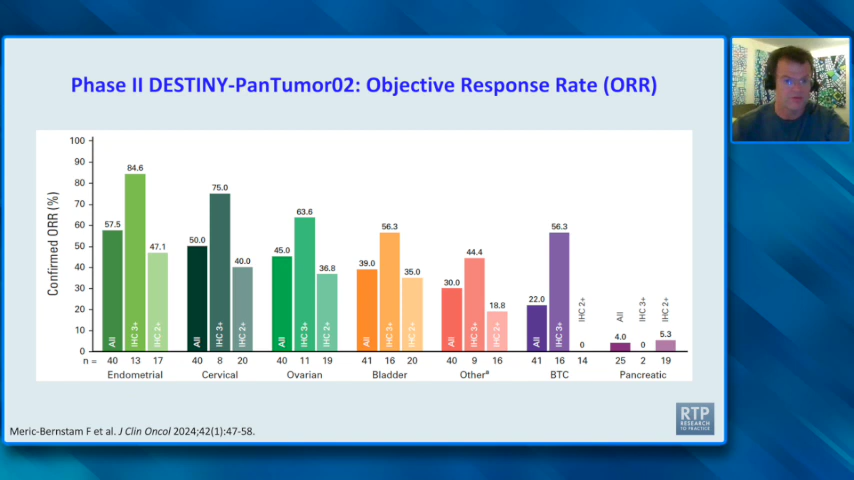 Phase II DESTINY-PanTumor02: Objective Response Rate (ORR)
Confirmed ORR (%)
100
90
80
70
60
50
40
30
20
10
0
57.5 84.6 47.1
50.0 75.0 40.0
45.0 63.6 36.8
39.0 56.3 35.0
30.0 44.4 18.8
22.0 56.3 0
4.0 0 5.3
All IHC 3+ IHC 2+
All IHC 3+ IHC 2+
All IHC 3+ IHC 2+
All IHC 3+ IHC 2+
All IHC 3+ IHC 2+
All IHC 3+ IHC 2+
All IHC 3+ IHC 2+
n = 40 13 17 40 8 20 40 11 19 41 16 20 40 9 16 41 16 14 25 2 19
Endometrial Cervical Ovarian Bladder Otherᵃ BTC Pancreatic
RTP
RESEARCH
TO PRACTICE
Meric-Bernstam F et al. J Clin Oncol 2024;42(1):47-58.